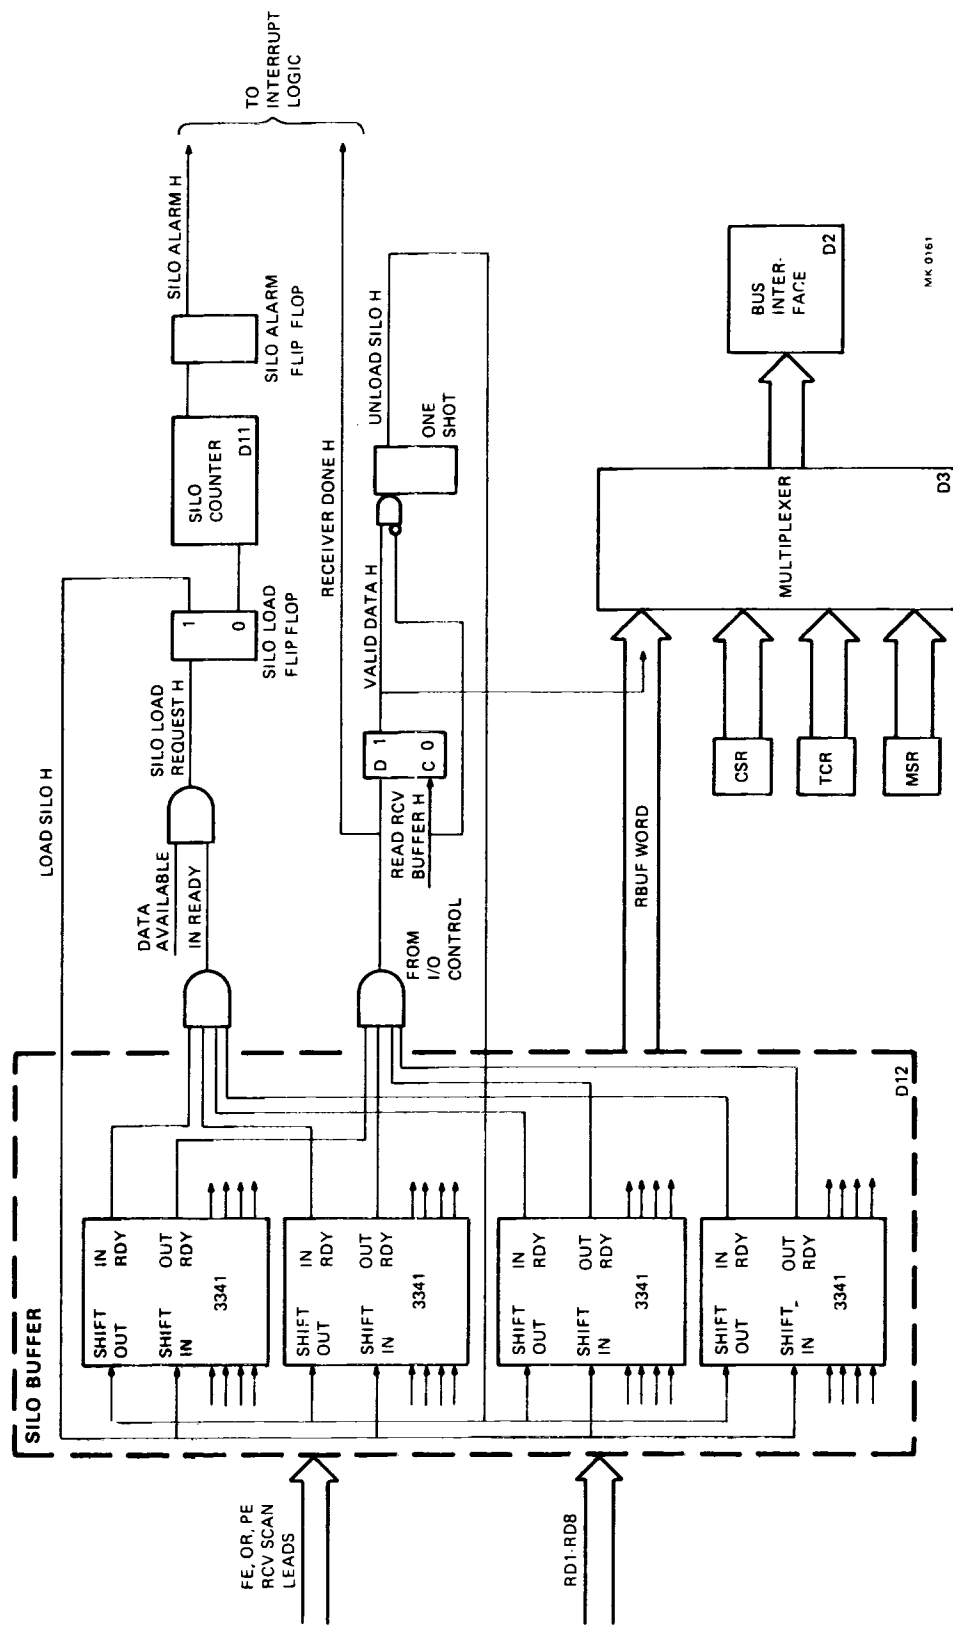 SILO BUFFER
FE, OR, PE
RCV SCAN
LEADS
RD1-RD8
SHIFT
OUT
SHIFT
IN
IN
RDY
OUT
RDY
3341
SHIFT
OUT
SHIFT
IN
IN
RDY
OUT
RDY
3341
SHIFT
OUT
SHIFT
IN
IN
RDY
OUT
RDY
3341
SHIFT
OUT
SHIFT
IN
IN
RDY
OUT
RDY
3341
D12
LOAD SILO H
DATA
AVAILABLE
IN READY
SILO LOAD
REQUEST H
1
0
SILO LOAD
FLIP FLOP
SILO
COUNTER
D11
SILO ALARM
FLIP FLOP
SILO ALARM H
TO
INTERRUPT
LOGIC
RECEIVER DONE H
FROM
I/O
CONTROL
READ RCV
BUFFER H
D 1
C 0
VALID DATA H
ONE
SHOT
UNLOAD SILO H
RBUF WORD
CSR
TCR
MSR
MULTIPLEXER
D3
BUS
INTER-
FACE
D2
MK 0161